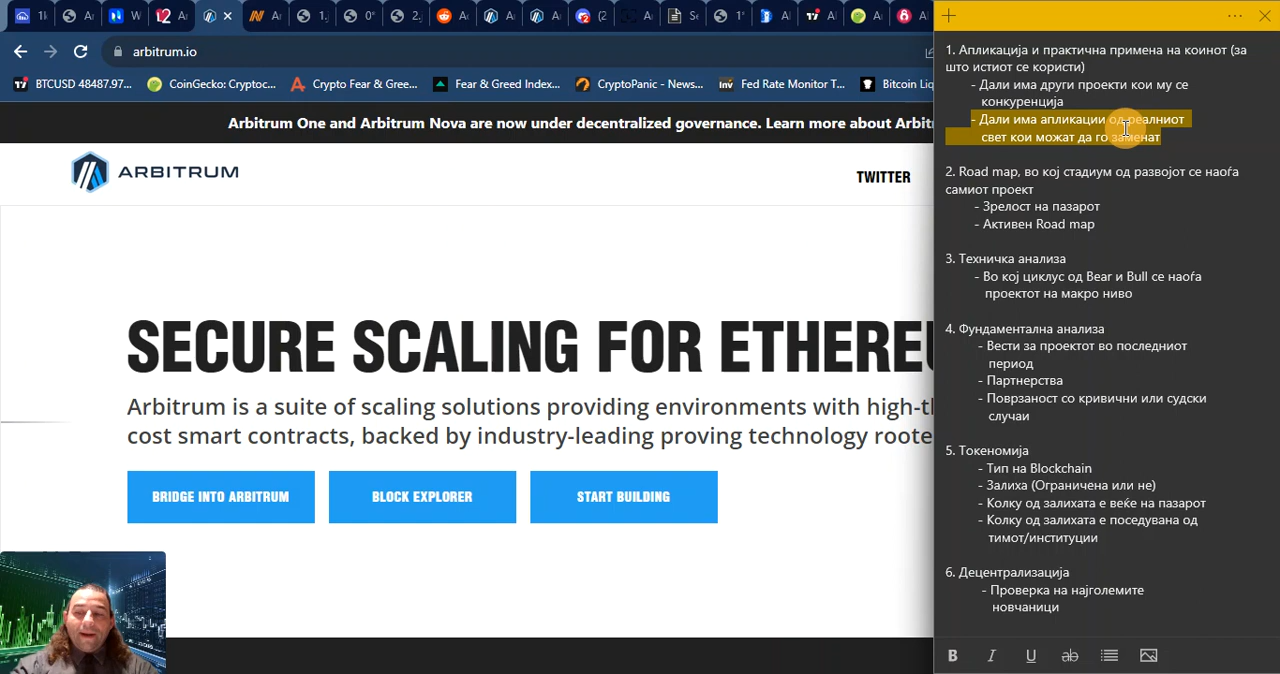 arbitrum.io
BTCUSD 48487.97...
CoinGecko: Cryptoc...
Crypto Fear & Gree...
Fear & Greed Index...
CryptoPanic - News...
Fed Rate Monitor T...
Bitcoin Liq
Arbitrum One and Arbitrum Nova are now under decentralized governance. Learn more about Arbitr
ARBITRUM
TWITTER
SECURE SCALING FOR ETHEREU
Arbitrum is a suite of scaling solutions providing environments with high-th
cost smart contracts, backed by industry-leading proving technology roote
BRIDGE INTO ARBITRUM
BLOCK EXPLORER
START BUILDING
1. Апликација и практична примена на коинот (за
што истиот се користи)
- Дали има други проекти кои му се
конкуренција
- Дали има апликации од реалниот
свет кои можат да го заменат
2. Road map, во кој стадиум од развојот се наоѓа
самиот проект
- Зрелост на пазарот
- Активен Road map
3. Техничка анализа
- Во кој циклус од Bear и Bull се наоѓа
проектот на макро ниво
4. Фундаментална анализа
- Вести за проектот во последниот
период
- Партнерства
- Поврзаност со кривични или судски
случаи
5. Токеномија
- Тип на Blockchain
- Залиха (Ограничена или не)
- Колку од залихата е веќе на пазарот
- Колку од залихата е поседувана од
тимот/институции
6. Децентрализација
- Проверка на најголемите
новчаници
B I U ab